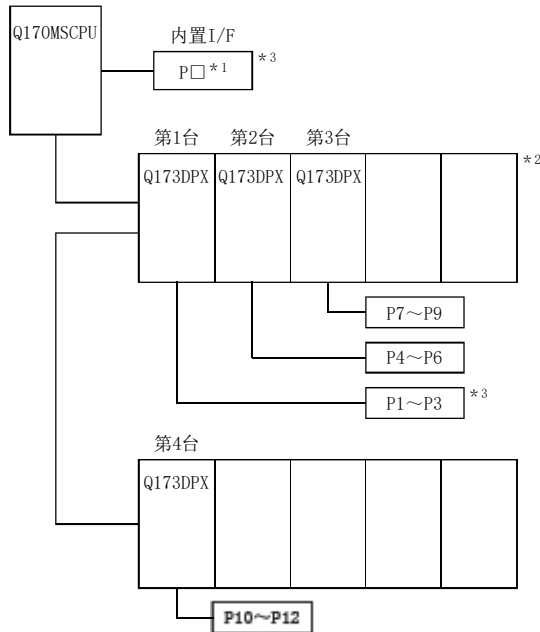 Q170MSCPU
内置I/F
P□*1
*3
第1台 第2台 第3台
Q173DPX Q173DPX Q173DPX
*2
P7～P9
P4～P6
P1～P3
*3
第4台
Q173DPX
P10～P12